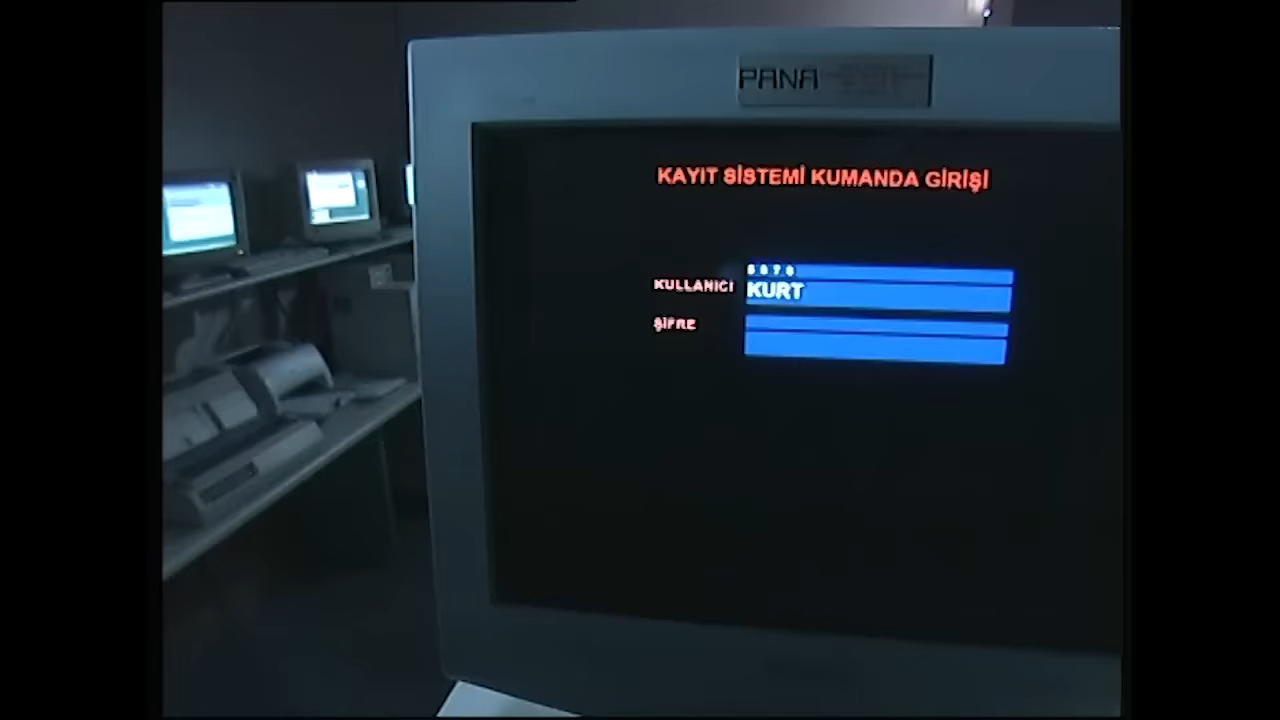 PANA
KAYIT SİSTEMİ KUMANDA GİRİŞİ
KULLANICI
KURT
ŞİFRE